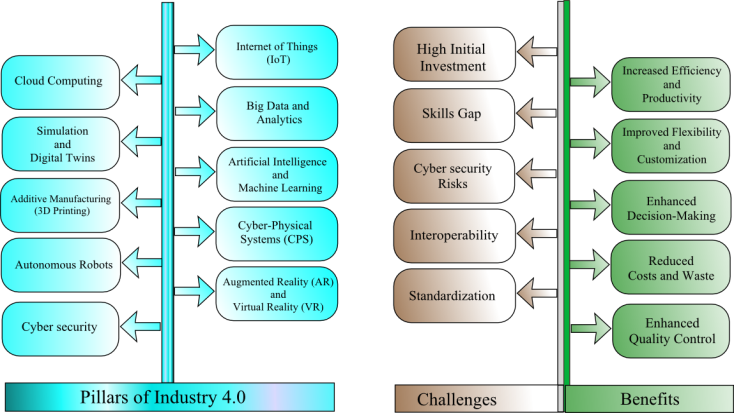 Internet of Things
(IoT)
Cloud Computing
Big Data and
Analytics
Simulation
and
Digital Twins
Artificial Intelligence
and
Machine Learning
Additive Manufacturing
(3D Printing)
Cyber-Physical
Systems (CPS)
Autonomous Robots
Augmented Reality (AR)
and
Virtual Reality (VR)
Cyber security
Pillars of Industry 4.0
High Initial
Investment
Skills Gap
Cyber security
Risks
Interoperability
Standardization
Challenges
Increased Efficiency
and
Productivity
Improved Flexibility
and
Customization
Enhanced
Decision-Making
Reduced
Costs and Waste
Enhanced
Quality Control
Benefits